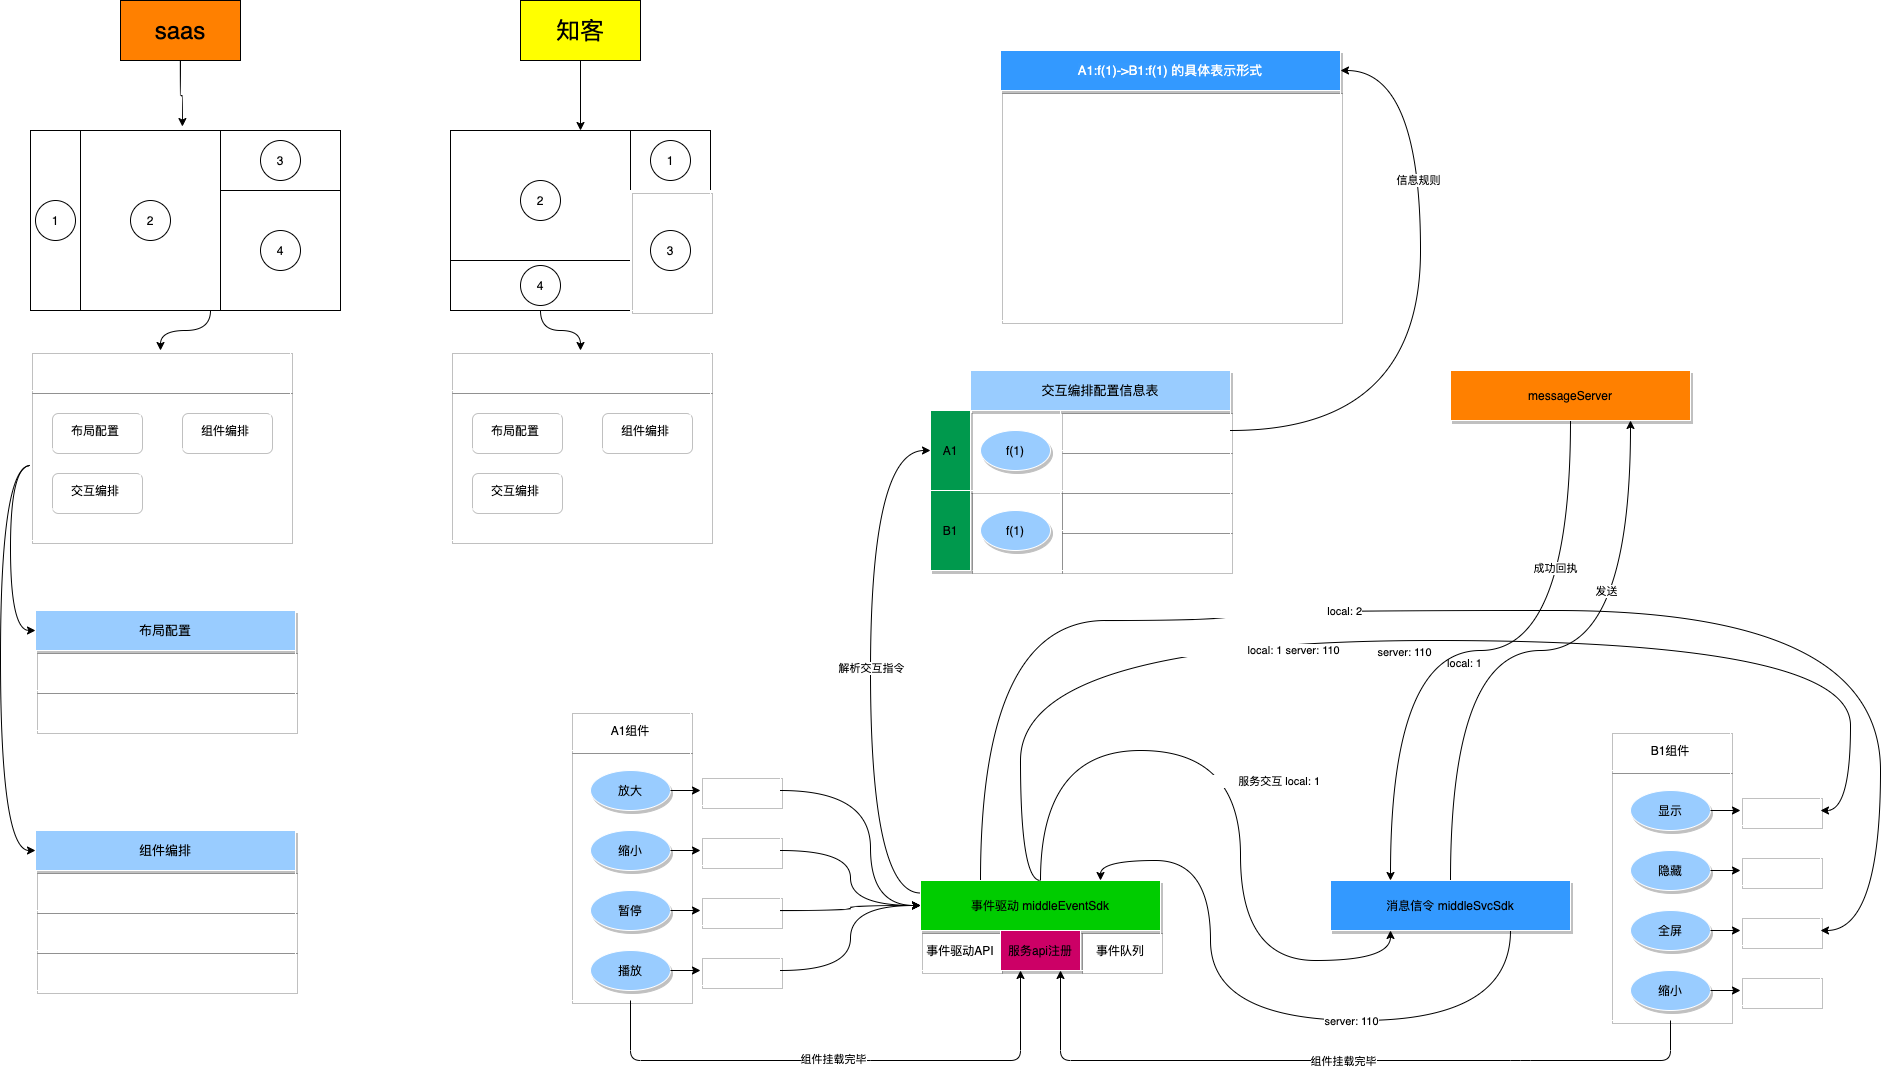 saas
知客
A1:f(1)->B1:f(1) 的具体表示形式
1
2
3
4
1
2
3
4
信息规则
布局配置
组件编排
交互编排
布局配置
组件编排
交互编排
交互编排配置信息表
A1
f(1)
B1
f(1)
messageServer
成功回执
发送
布局配置
local: 2
local: 1 server: 110
server: 110
local: 1
解析交互指令
A1组件
放大
缩小
暂停
播放
服务交互 local: 1
B1组件
显示
隐藏
全屏
缩小
组件编排
事件驱动 middleEventSdk
事件驱动API
服务api注册
事件队列
消息信令 middleSvcSdk
server: 110
组件挂载完毕
组件挂载完毕